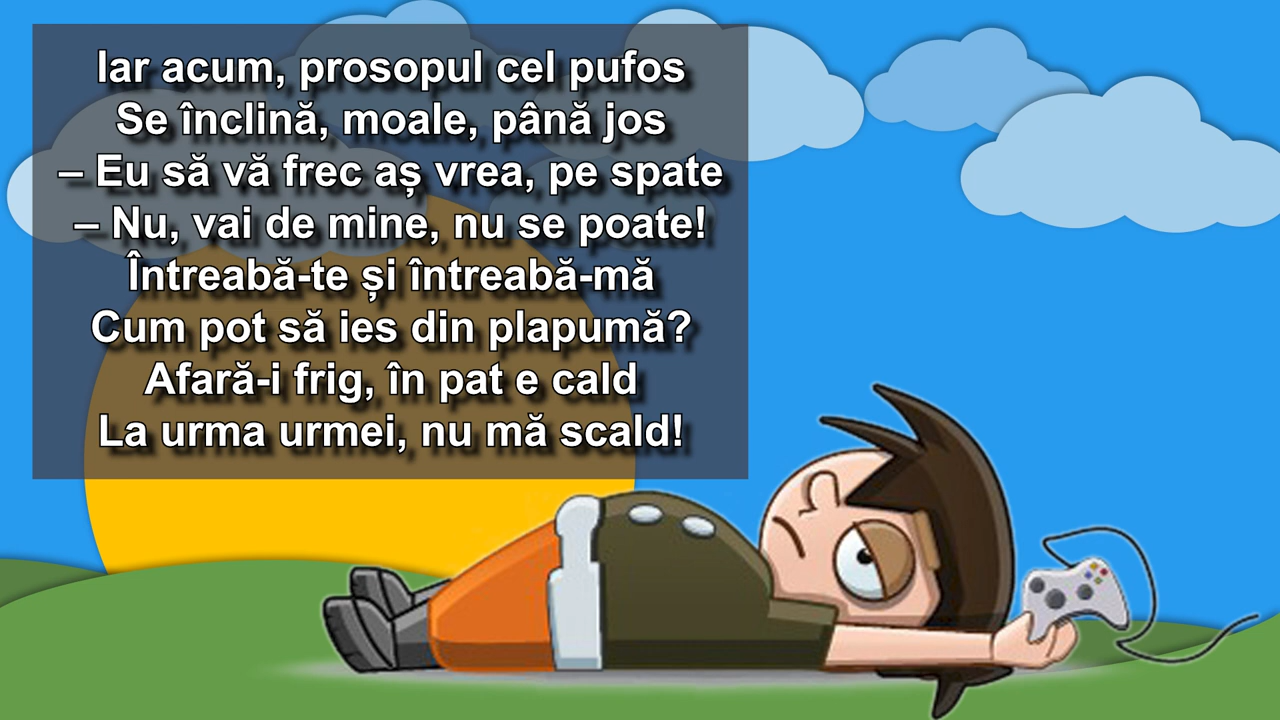 Iar acum, prosopul cel pufos
Se înclină, moale, până jos
– Eu să vă frec aș vrea, pe spate
– Nu, vai de mine, nu se poate!
Întreabă-te și întreabă-mă
Cum pot să ies din plapumă?
Afară-i frig, în pat e cald
La urma urmei, nu mă scald!